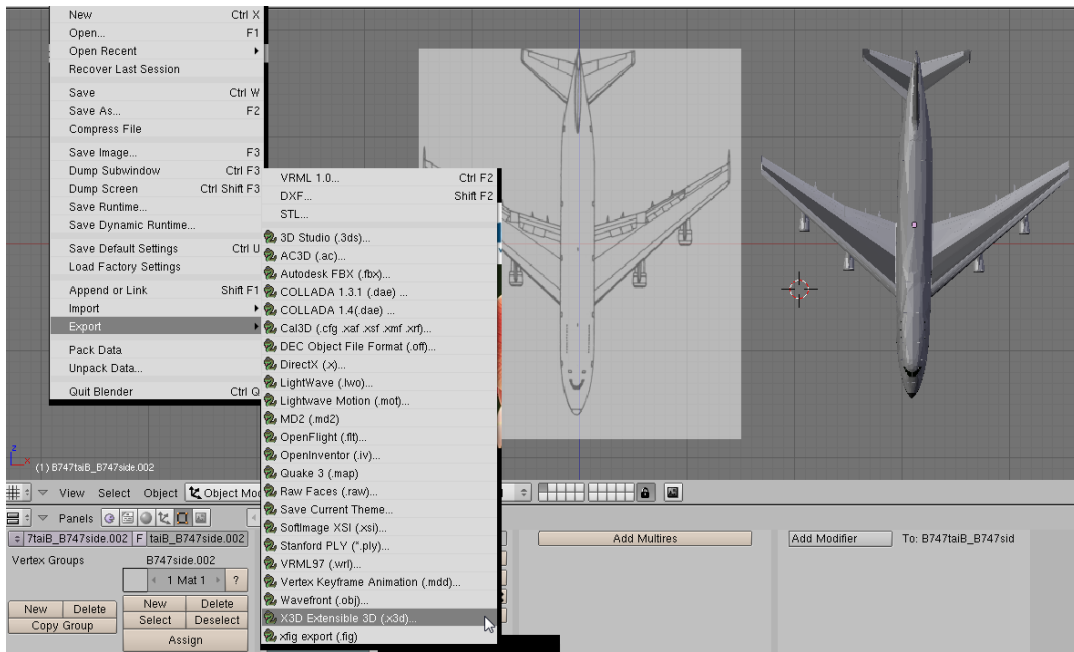 New Ctrl X
Open... F1
Open Recent
Recover Last Session
Save Ctrl W
Save As... F2
Compress File
Save Image... F3
Dump Subwindow Ctrl F3
Dump Screen Ctrl Shift F3
Save Runtime...
Save Dynamic Runtime...
Save Default Settings Ctrl U
Load Factory Settings
Append or Link Shift F1
Import
Export
Pack Data
Unpack Data...
Quit Blender Ctrl Q
VRML 1.0... Ctrl F2
DXF... Shift F2
STL...
3D Studio (.3ds)...
AC3D (.ac)...
Autodesk FBX (.fbx)...
COLLADA 1.3.1 (.dae) ...
COLLADA 1.4(.dae) ...
Cal3D (.cfg .xaf .xsf .xmf .xrf)...
DEC Object File Format (.off)...
DirectX (.x)...
LightWave (.lwo)...
Lightwave Motion (.mot)...
MD2 (.md2)
OpenFlight (.flt)...
OpenInventor (.iv)...
Quake 3 (.map)
Raw Faces (.raw)...
Save Current Theme...
SoftImage XSI (.xsi)...
Stanford PLY (*.ply)...
VRML97 (.wrl)...
Vertex Keyframe Animation (.mdd)...
Wavefront (.obj)...
X3D Extensible 3D (.x3d)...
xfig export (.fig)
z
x
(1) B747taiB_B747side.002
View Select Object Object Mod
Panels
7taiB_B747side.002 F taiB_B747side.002
Vertex Groups B747side.002
1 Mat 1 ?
New Delete New Delete
Copy Group Select Deselect
Assign
Add Multires
Add Modifier To: B747taiB_B747sid